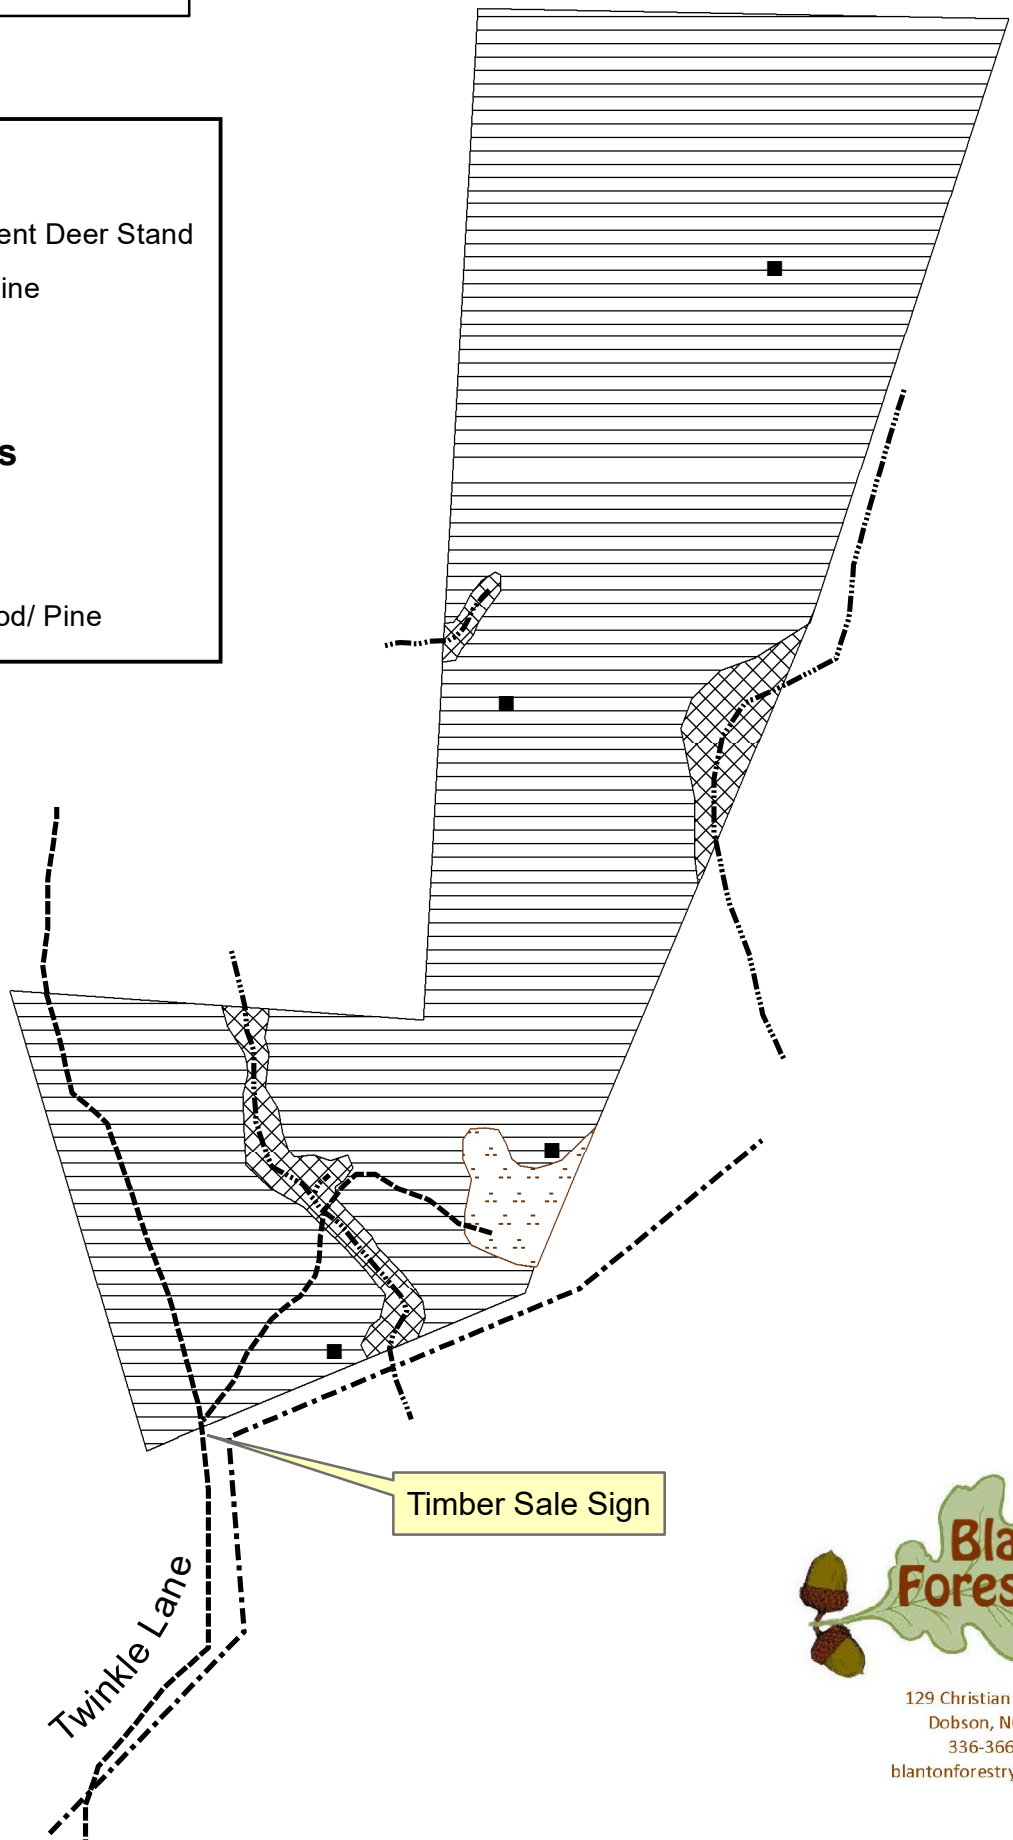 ent Deer Stand
ine
s
od/ Pine
Timber Sale Sign
Twinkle Lane
Bla
Fores
129 Christian
Dobson, N
336-366
blantonforestry